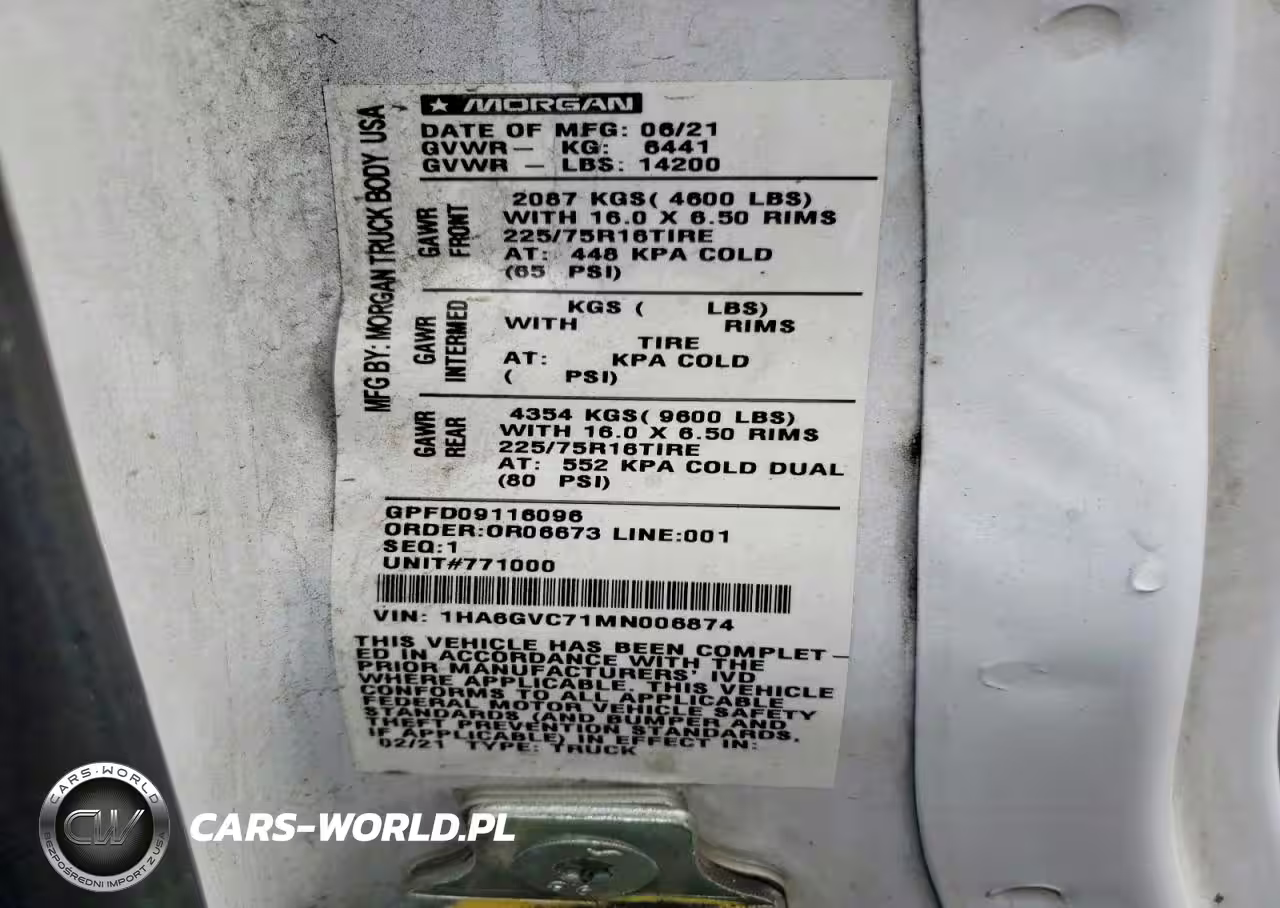 MORGAN
MFG BY: MORGAN TRUCK BODY USA
DATE OF MFG: 06/21
GVWR- KG: 6441
GVWR - LBS: 14200
GAWR
FRONT
2087 KGS( 4600 LBS)
WITH 16.0 X 6.50 RIMS
225/75R16TIRE
AT: 448 KPA COLD
(65 PSI)
GAWR
INTERMED
KGS ( LBS)
WITH RIMS
TIRE
AT: KPA COLD
( PSI)
GAWR
REAR
4354 KGS( 9600 LBS)
WITH 16.0 X 6.50 RIMS
225/75R16TIRE
AT: 552 KPA COLD DUAL
(80 PSI)
GPFD09116096
ORDER:OR06673 LINE:001
SEQ:1
UNIT#771000
VIN: 1HA6GVC71MN006874
THIS VEHICLE HAS BEEN COMPLET-
ED IN ACCORDANCE WITH THE
PRIOR MANUFACTURERS' IVD
WHERE APPLICABLE. THIS VEHICLE
CONFORMS TO ALL APPLICABLE
FEDERAL MOTOR VEHICLE SAFETY
STANDARDS (AND BUMPER AND
THEFT PREVENTION STANDARDS,
IF APPLICABLE) IN EFFECT IN:
02/21 TYPE: TRUCK
CARS-WORLD
CW
BEZPOŚREDNI IMPORT Z USA
CARS-WORLD.PL